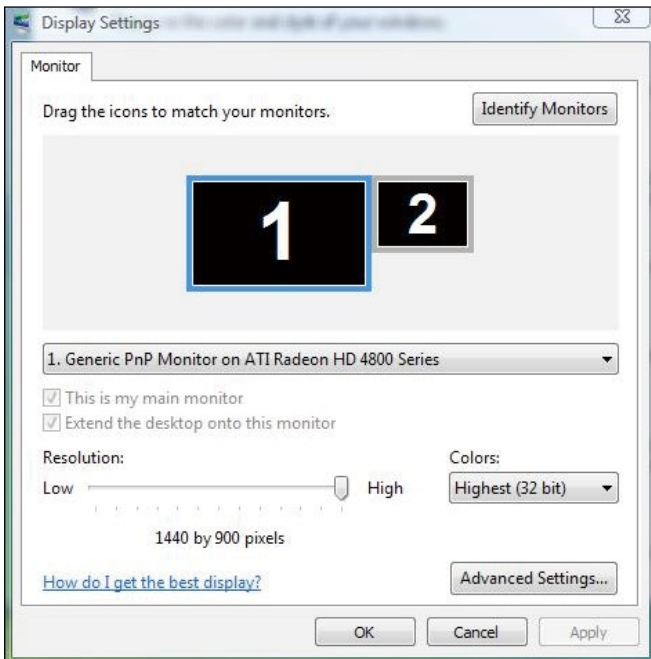 Display Settings
Monitor
Drag the icons to match your monitors.
Identify Monitors
1
2
1. Generic PnP Monitor on ATI Radeon HD 4800 Series
This is my main monitor
Extend the desktop onto this monitor
Resolution:
Colors:
Low
High
Highest (32 bit)
1440 by 900 pixels
How do I get the best display?
Advanced Settings...
OK
Cancel
Apply